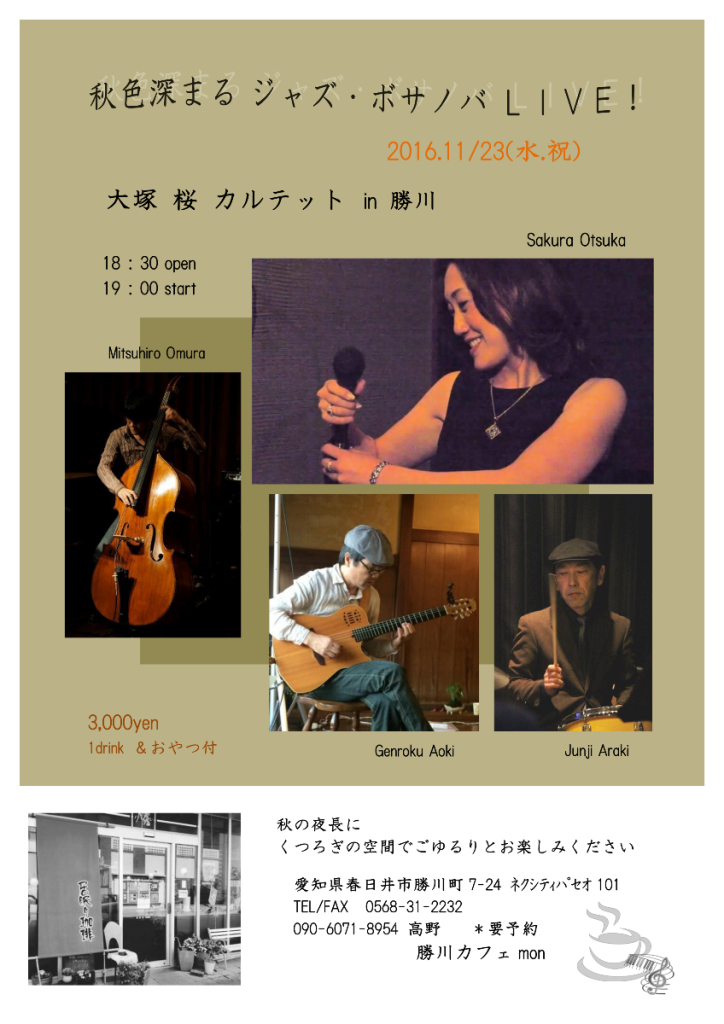 秋色深まる ジャズ・ボサノバ ＬＩＶＥ！
2016.11/23(水.祝)
大塚 桜 カルテット in 勝川
Sakura Otsuka
18：30 open
19：00 start
Mitsuhiro Omura
3,000yen
1drink ＆おやつ付
Genroku Aoki
Junji Araki
秋の夜長に
くつろぎの空間でごゆるりとお楽しみください
愛知県春日井市勝川町7-24 ﾈｸｼﾃｨﾊﾟｾｵ101
TEL/FAX 0568-31-2232
090-6071-8954 高野 ＊要予約
勝川カフェ mon